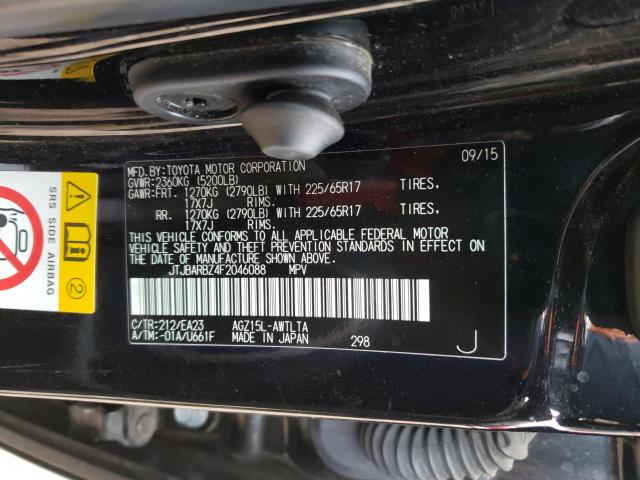 MFD.BY:TOYOTA MOTOR CORPORATION 09/15
GVWR:2360KG (5200LB)
GAWR:FRT. 1270KG (2790LB) WITH 225/65R17 TIRES,
17X7J RIMS.
RR. 1270KG (2790LB) WITH 225/65R17 TIRES,
17X7J RIMS.
THIS VEHICLE CONFORMS TO ALL APPLICABLE FEDERAL MOTOR
VEHICLE SAFETY AND THEFT PREVENTION STANDARDS IN EFFECT ON
THE DATE OF MANUFACTURE SHOWN ABOVE.
JTJBARBZ4F2046088 MPV
C/TR:212/EA23 AGZ15L-AWTLTA
A/TM:-01A/U661F MADE IN JAPAN 298 J
SRS SIDE AIRBAG
2